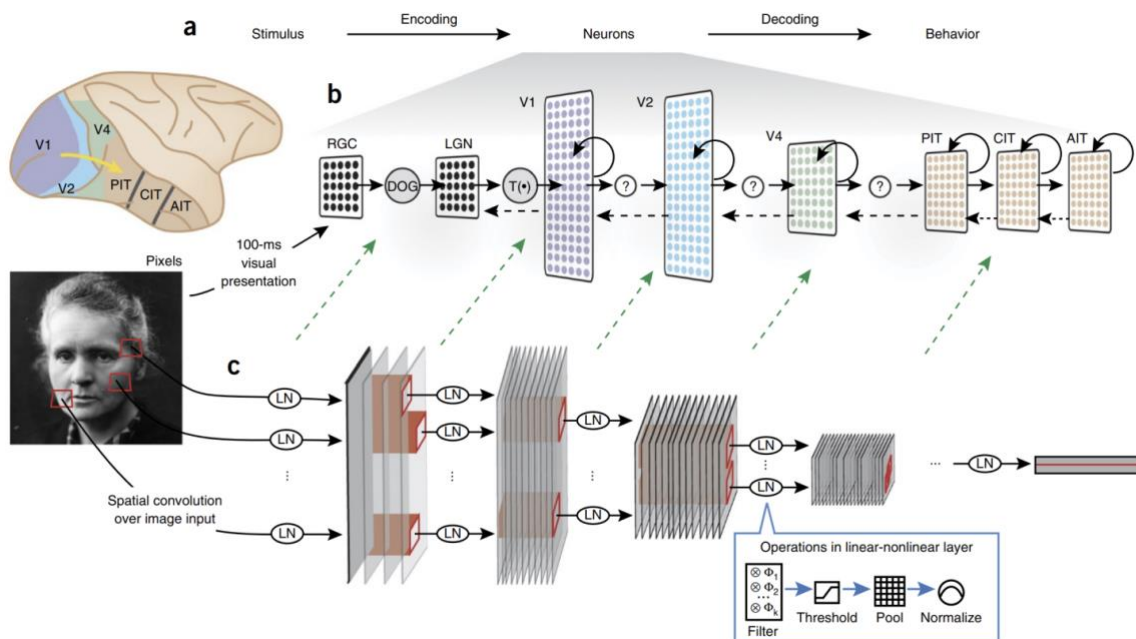 a
Stimulus
Encoding
Neurons
Decoding
Behavior
V1
V2
V4
PIT
CIT
AIT
b
RGC
DOG
LGN
T(•)
V1
?
V2
?
V4
?
PIT
CIT
AIT
100-ms
visual
presentation
Pixels
c
LN
LN
...
LN
LN
LN
...
LN
LN
LN
LN
...
LN
...
LN
Spatial convolution
over image input
Operations in linear-nonlinear layer
⊗ Φ1
⊗ Φ2
...
⊗ Φk
Filter
Threshold
Pool
Normalize